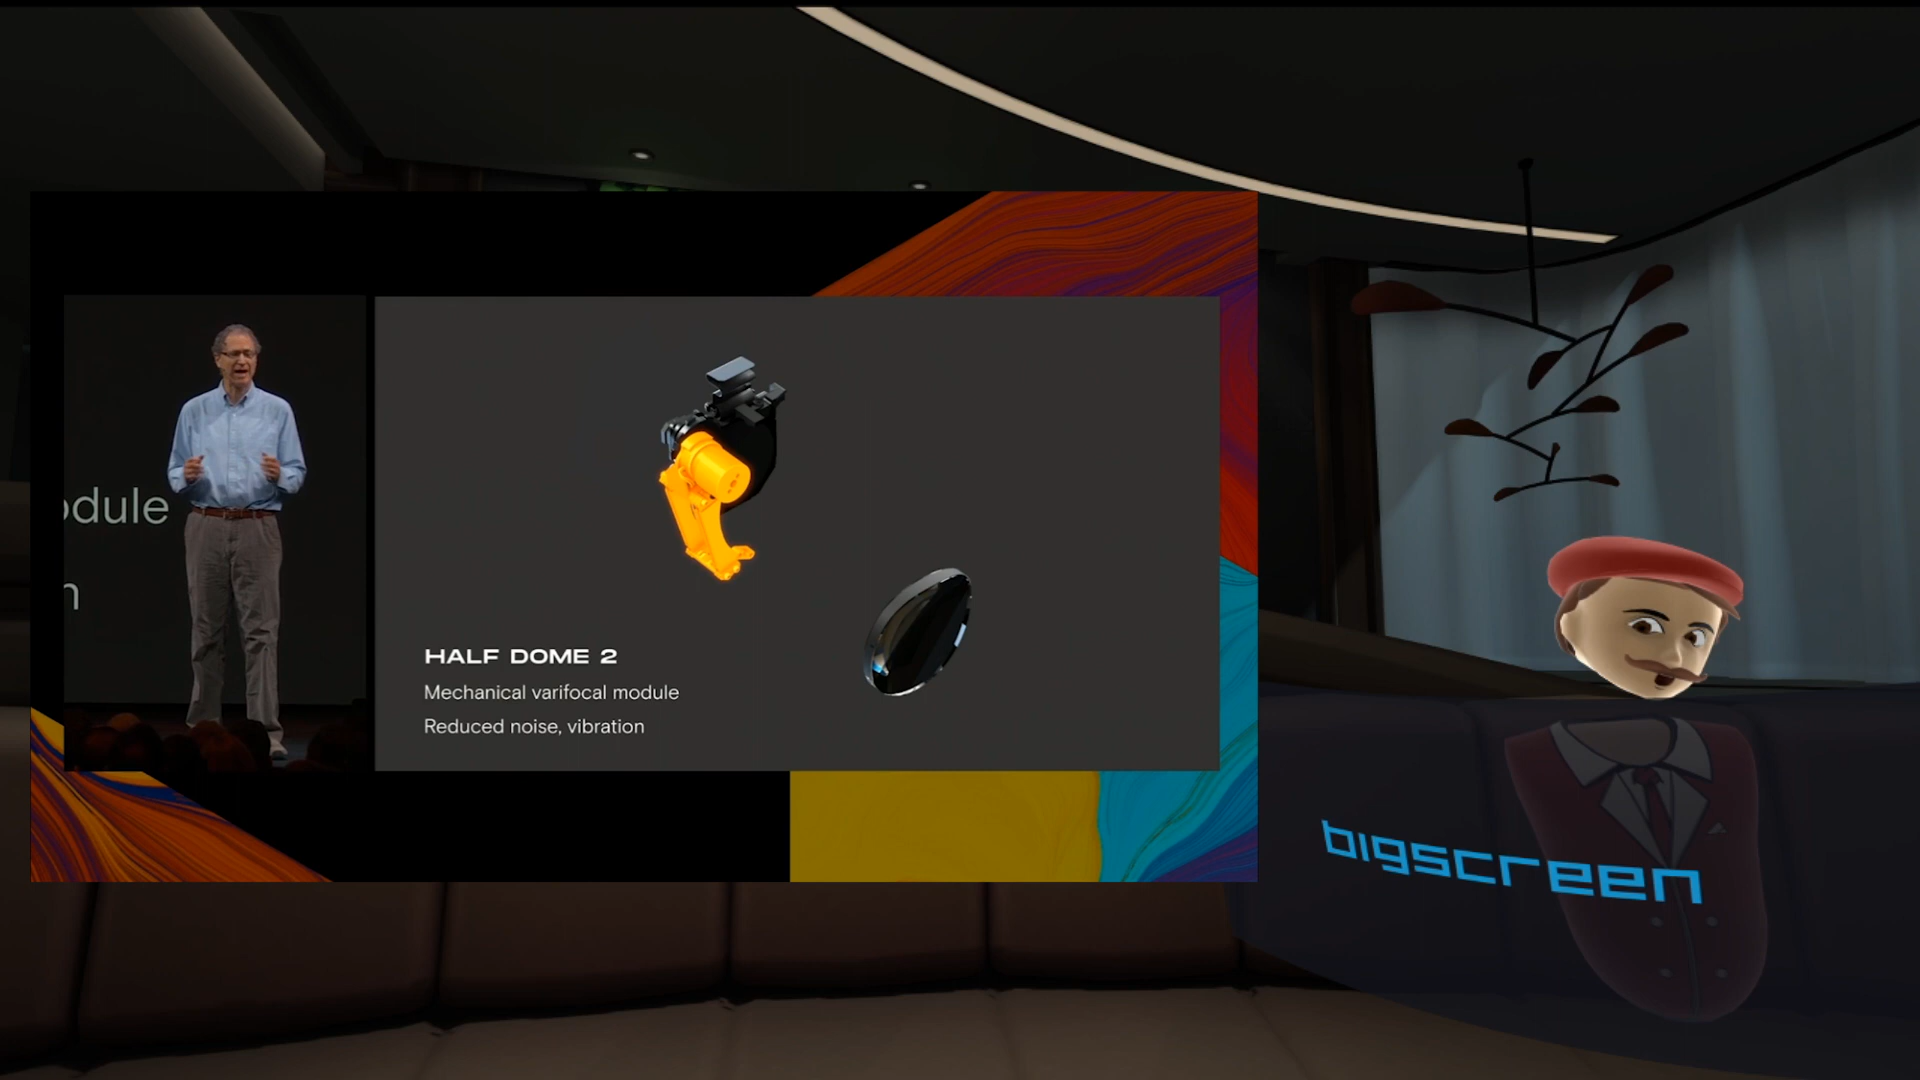 odule
n
HALF DOME 2
Mechanical varifocal module
Reduced noise, vibration
bigscreen